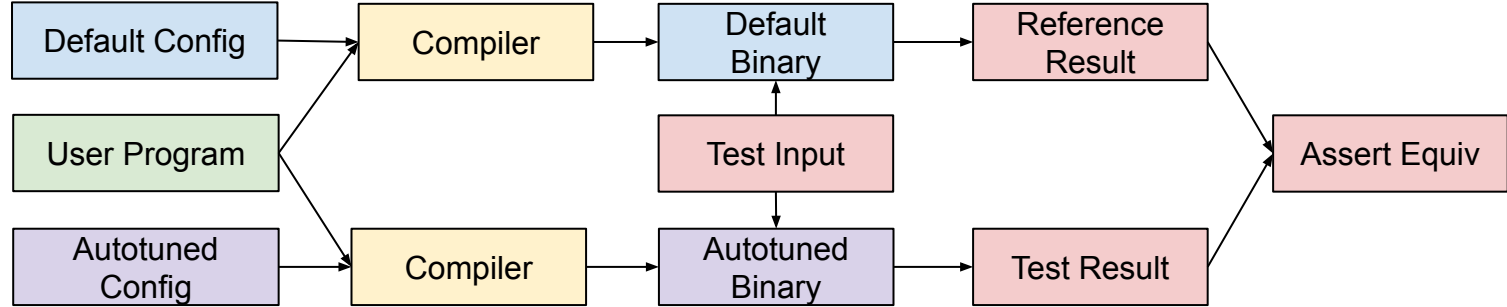 Default Config
Compiler
Default
Binary
Reference
Result
User Program
Test Input
Assert Equiv
Autotuned
Config
Compiler
Autotuned
Binary
Test Result